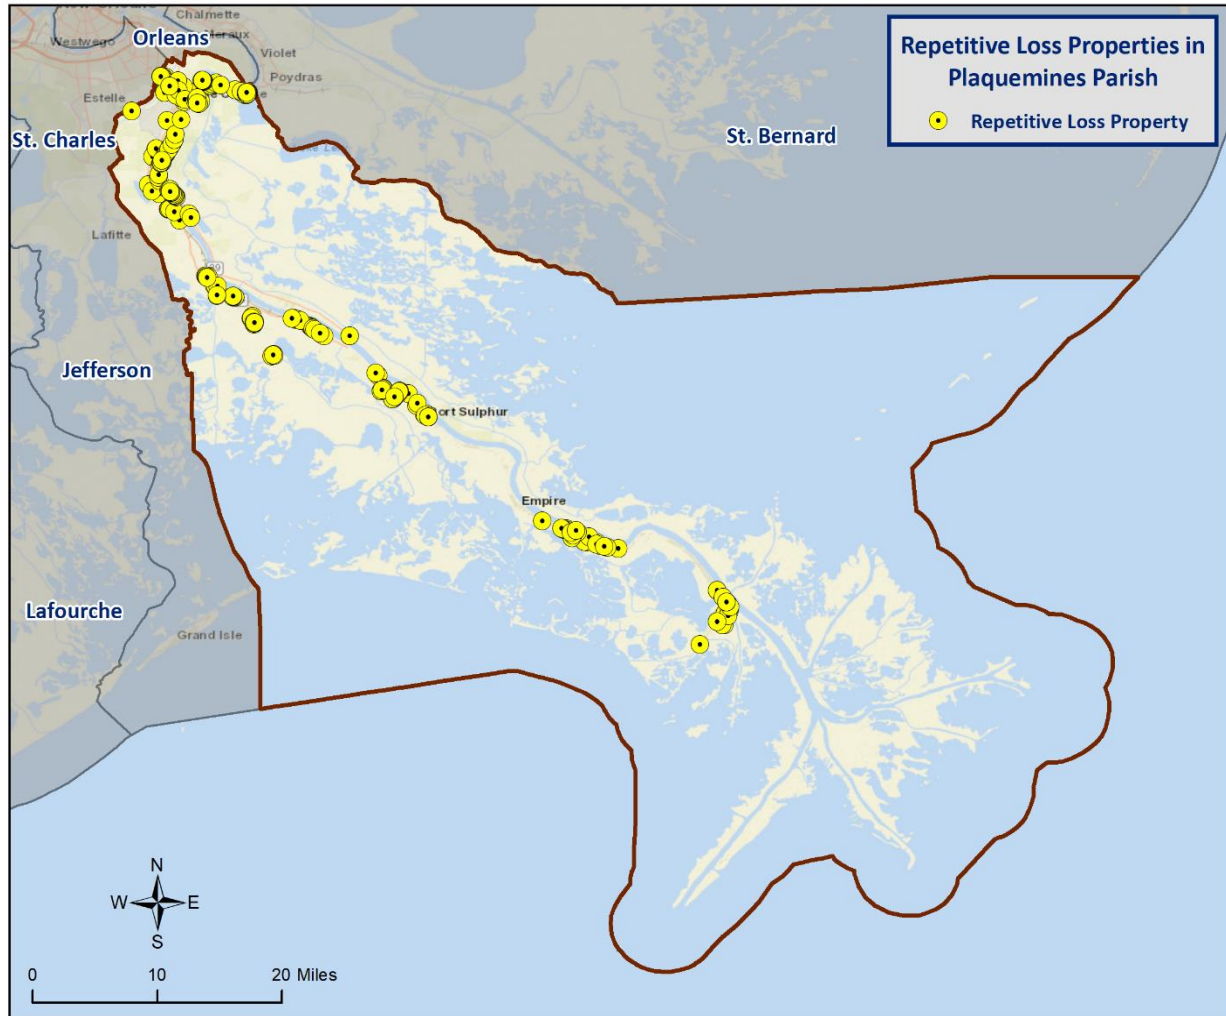 Repetitive Loss Properties in
Plaquemines Parish
Repetitive Loss Property
Chalmette
Orleans
Westwego
Violet
Poydras
Estelle
St. Charles
St. Bernard
Lafitte
Jefferson
Port Sulphur
Empire
Lafourche
Grand Isle
N
W E
S
0 10 20 Miles